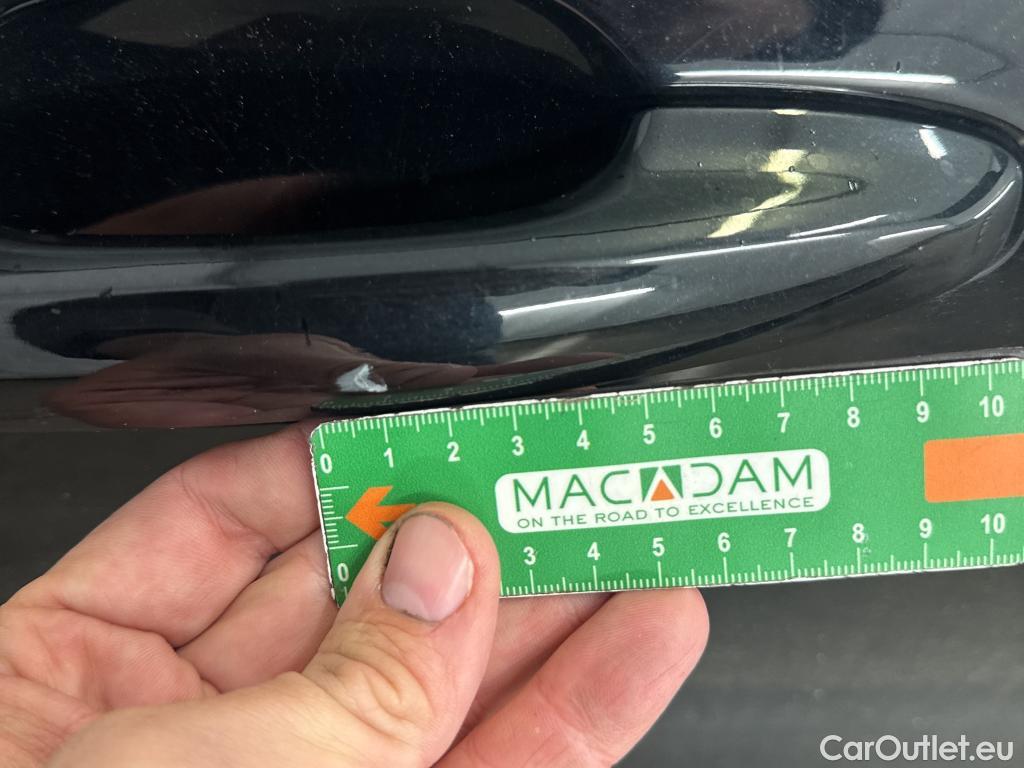 0 1 2 3 4 5 6 7 8 9 10
MACADAM
ON THE ROAD TO EXCELLENCE
0 3 4 5 6 7 8 9 10
CarOutlet.eu